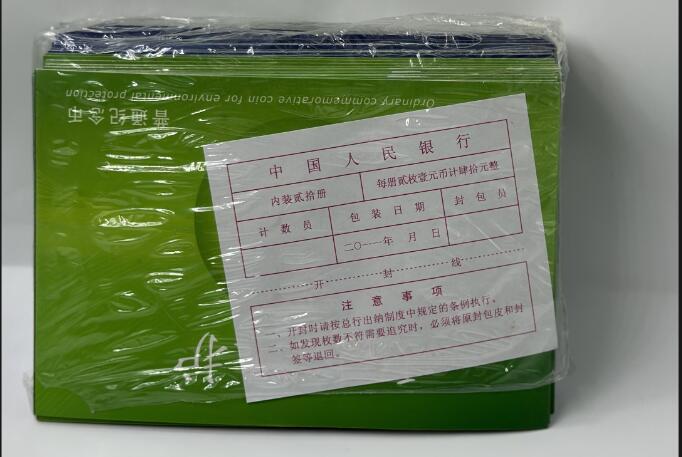 Ordinary commemorative coin for environmental protection
普通纪念币
中国人民银行
内装贰拾册 每册贰枚壹元币计肆拾元整
计数员 包装日期 封包员
二〇一一年 月 日
开 封 线
注意事项
一、开封时请按总行出纳制度中规定的条例执行。
二、如发现枚数不符需要追究时，必须将原封包皮和封
签等退回。
护